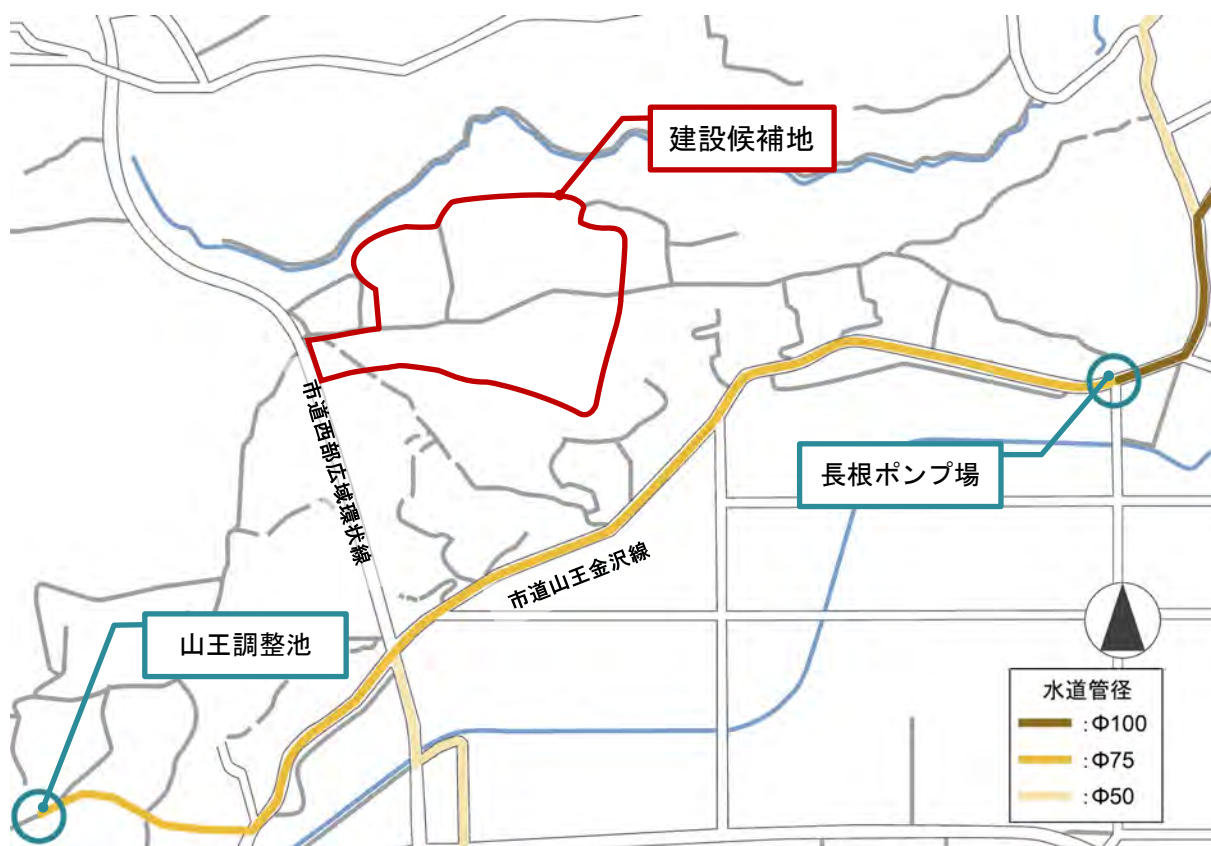 建設候補地
市道西部広域環状線
長根ポンプ場
市道山王金沢線
山王調整池
水道管径
:Φ100
:Φ75
:Φ50